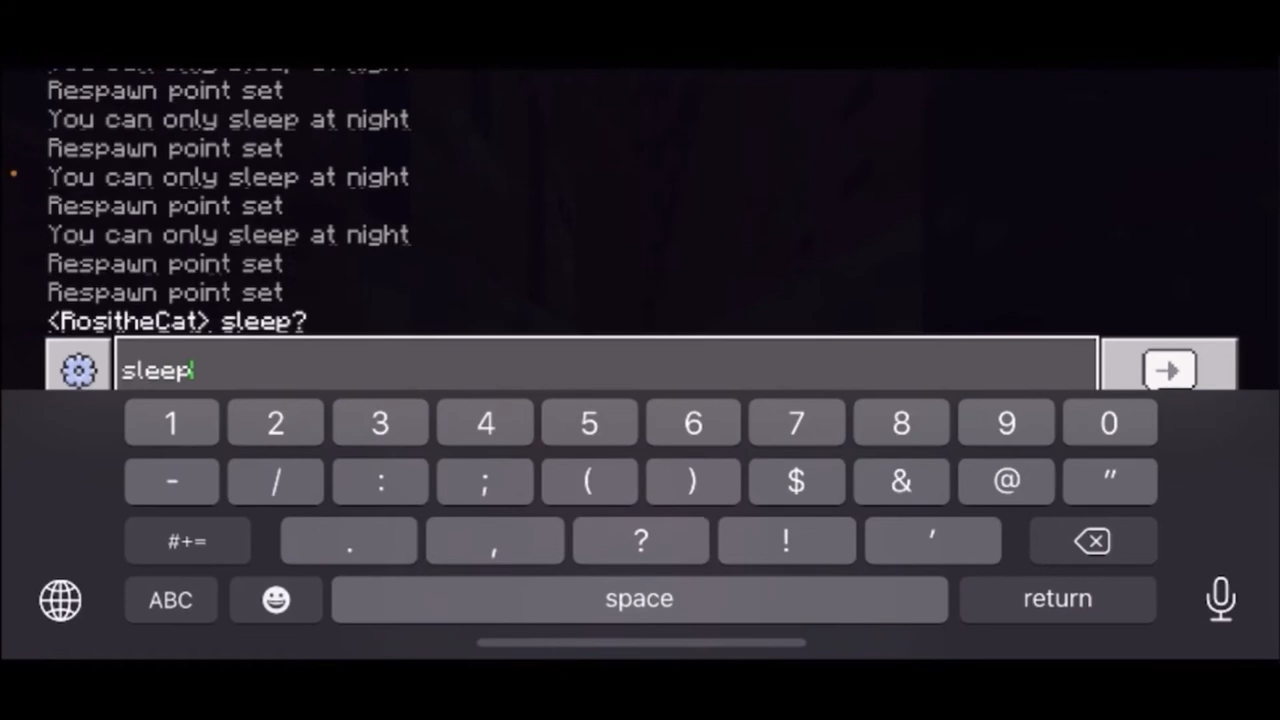 Respawn point set
You can only sleep at night
Respawn point set
You can only sleep at night
Respawn point set
You can only sleep at night
Respawn point set
Respawn point set
<RositheCat> sleep?
sleep
1 2 3 4 5 6 7 8 9 0
- / : ; ( ) $ & @ "
#+= . , ? ! '
ABC space return